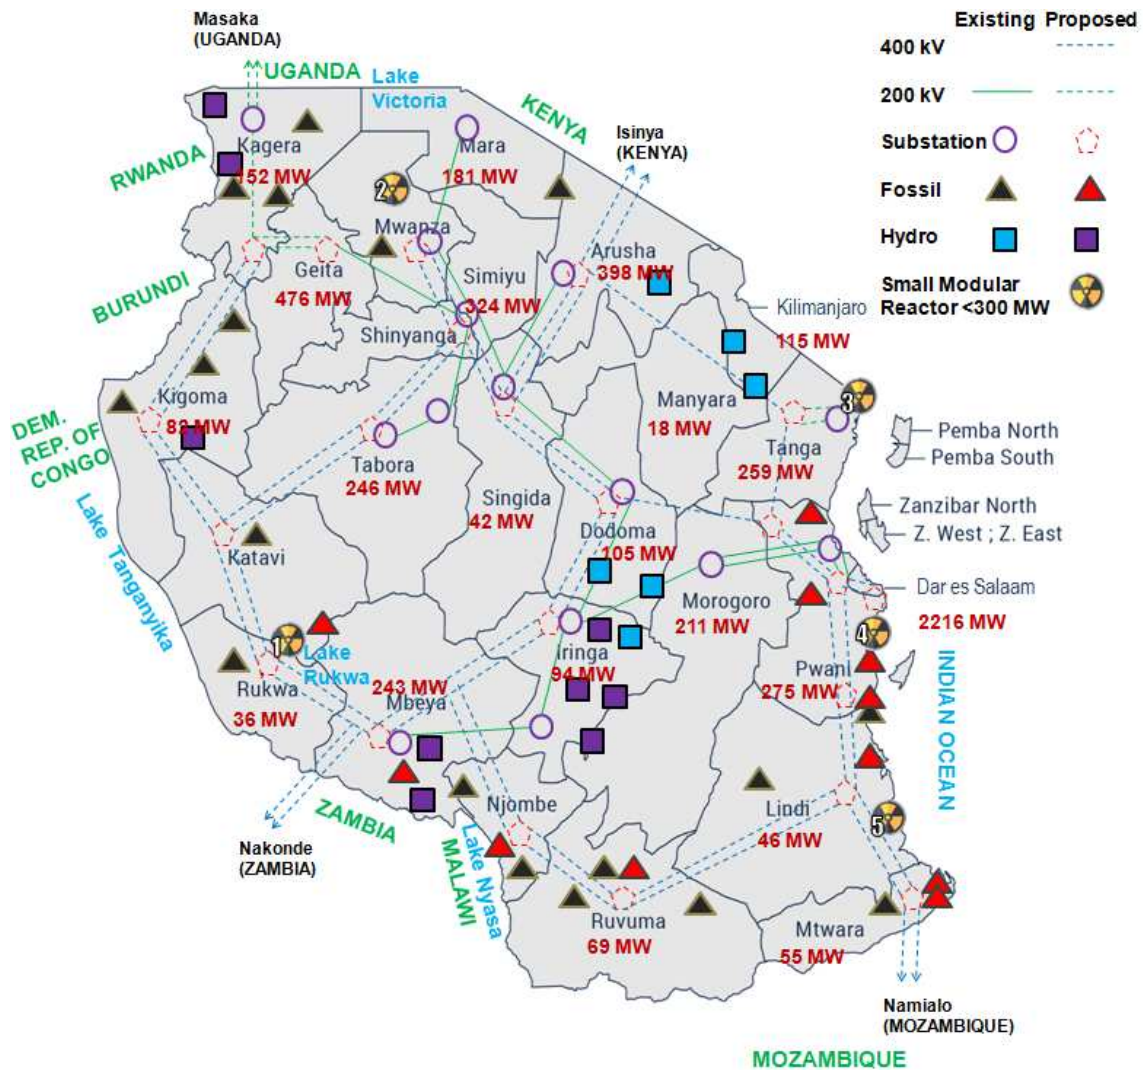 Masaka
(UGANDA)
Existing Proposed
400 kV
200 kV
Substation
Fossil
Hydro
Small Modular
Reactor <300 MW
UGANDA
Lake
Victoria
KENYA
Isinya
(KENYA)
RWANDA
Kagera
152 MW
Mara
181 MW
2
Mwanza
Arusha
398 MW
BURUNDI
Geita
476 MW
Simiyu
324 MW
Shinyanga
Kilimanjaro
115 MW
Kigoma
82 MW
Manyara
18 MW
3
DEM.
REP. OF
CONGO
Tabora
246 MW
Singida
42 MW
Tanga
259 MW
Pemba North
Pemba South
Zanzibar North
Z. West ; Z. East
Dodoma
105 MW
Katavi
Lake Tanganyika
Morogoro
211 MW
Dar es Salaam
2216 MW
1
Lake
Rukwa
Rukwa
36 MW
243 MW
Mbeya
Iringa
94 MW
4
Pwani
275 MW
INDIAN OCEAN
ZAMBIA
Nakonde
(ZAMBIA)
Njombe
Lake Nyasa
MALAWI
Lindi
46 MW
5
Ruvuma
69 MW
Mtwara
55 MW
Namialo
(MOZAMBIQUE)
MOZAMBIQUE